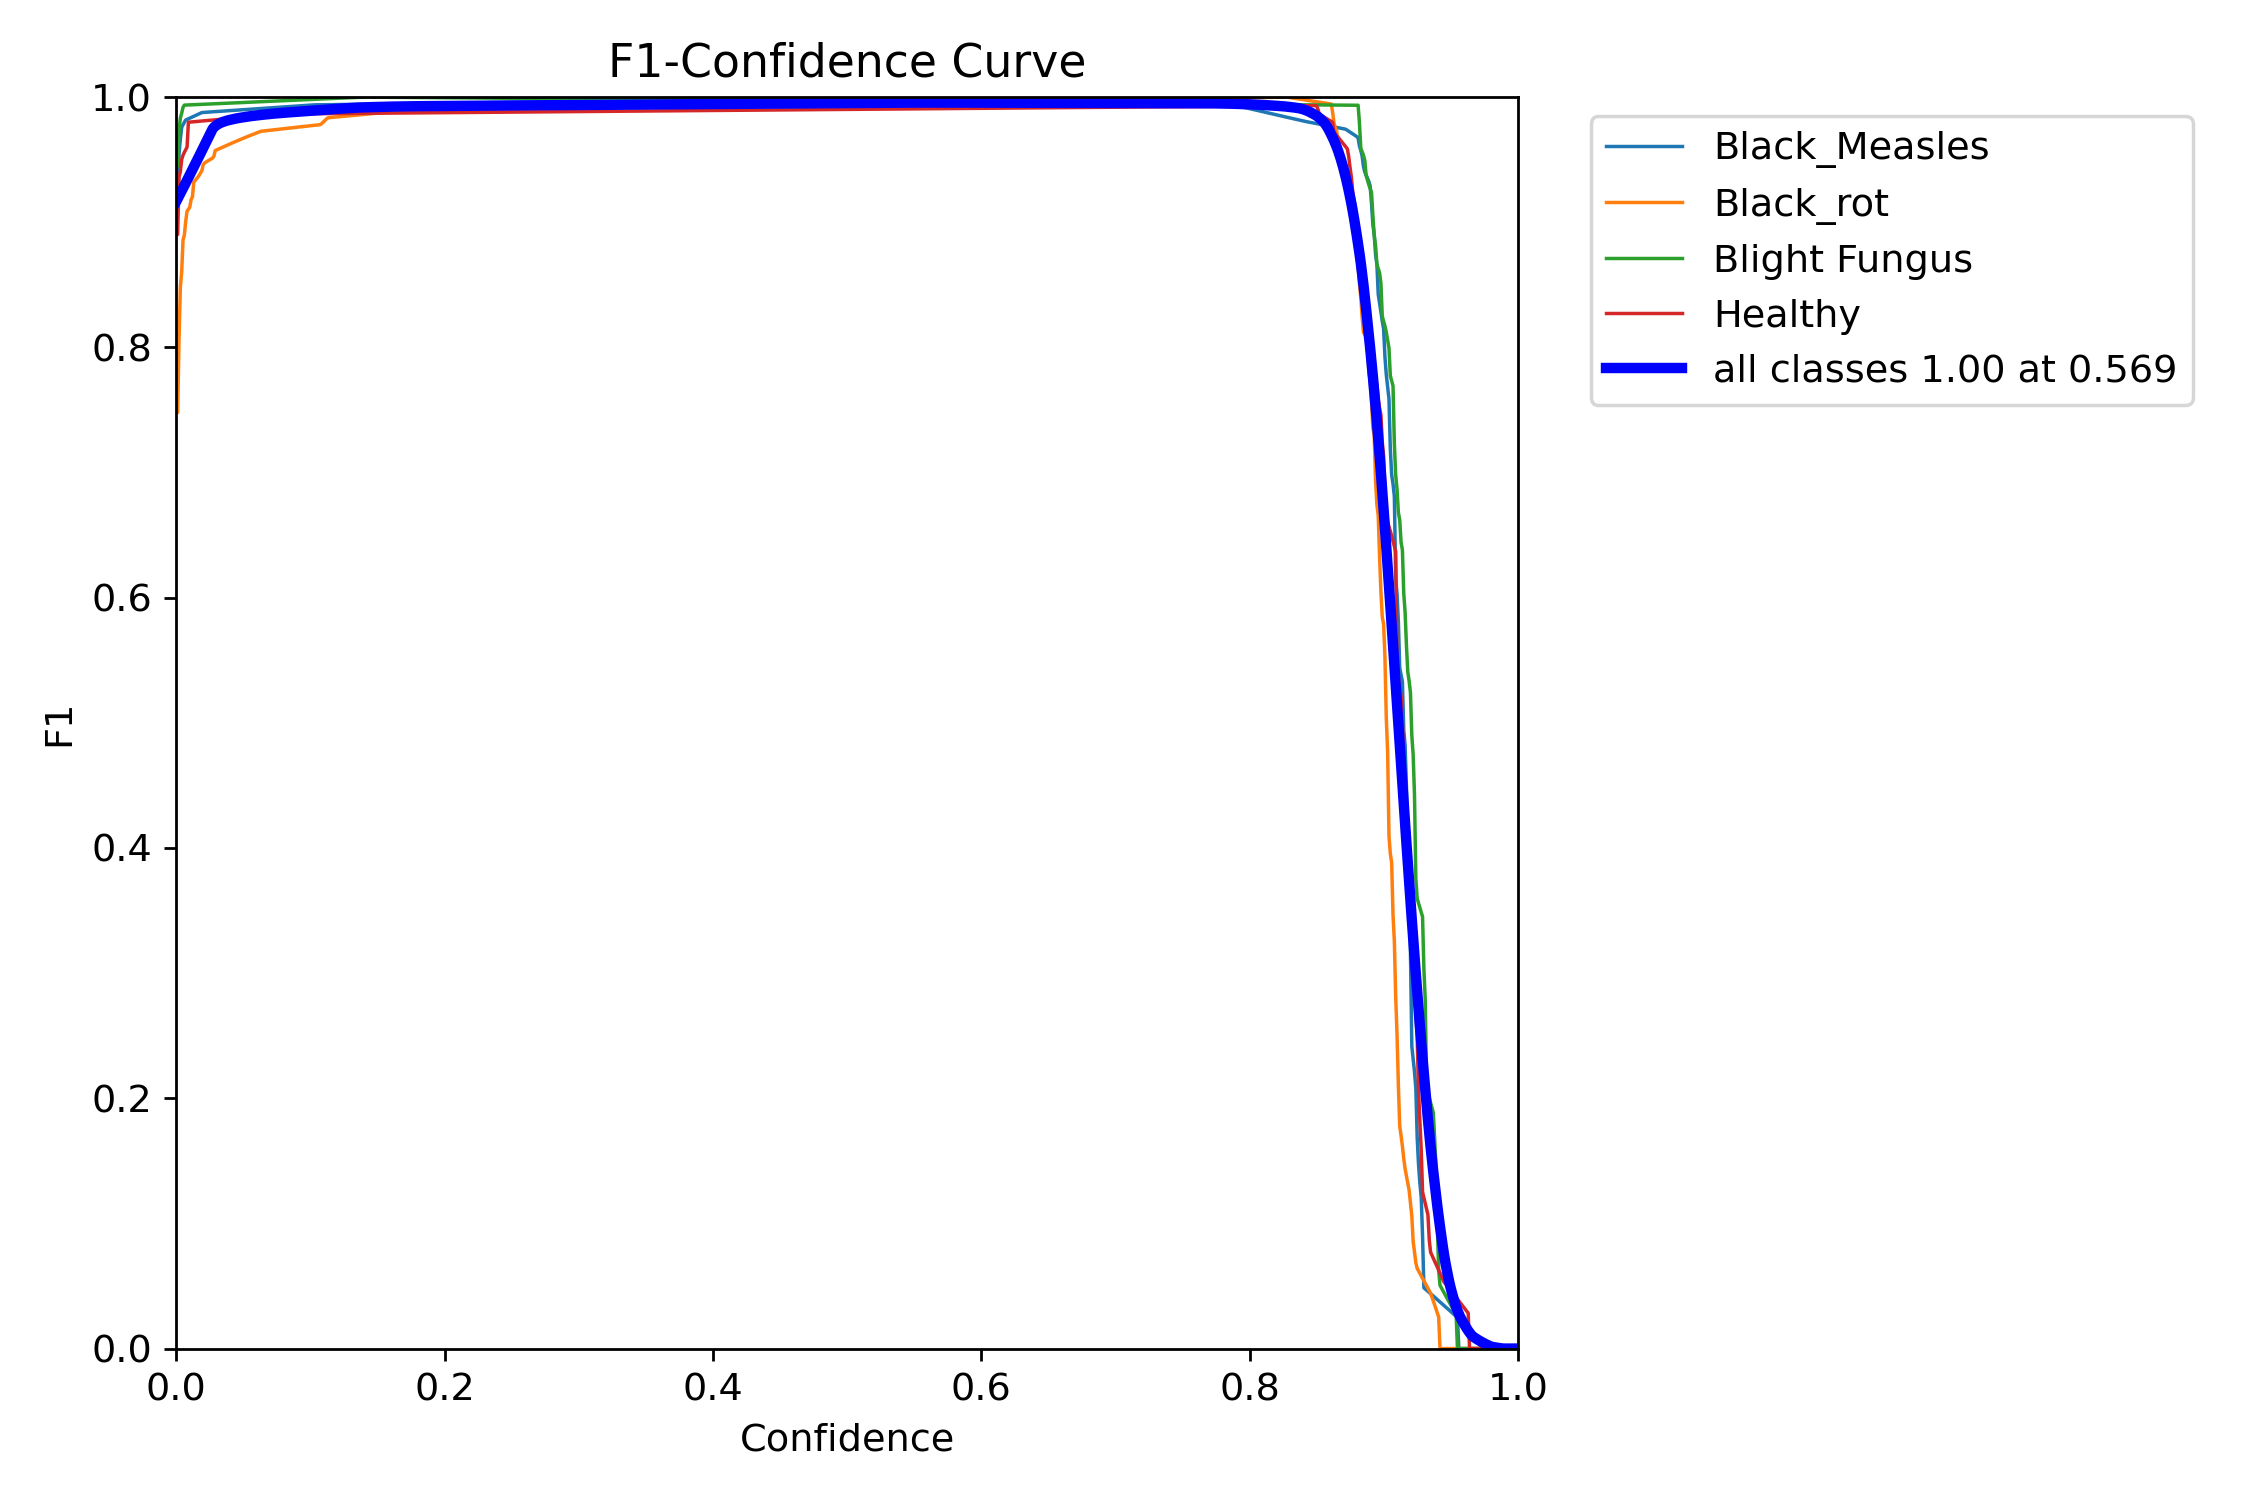 F1-Confidence Curve
1.0
0.8
0.6
0.4
0.2
0.0
F1
0.0 0.2 0.4 0.6 0.8 1.0
Confidence
Black_Measles
Black_rot
Blight Fungus
Healthy
all classes 1.00 at 0.569